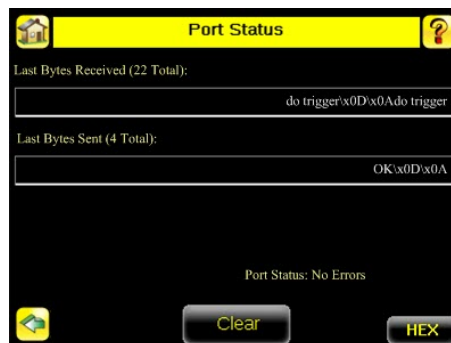 Port Status
Last Bytes Received (22 Total):
do trigger\x0D\x0Ado trigger
Last Bytes Sent (4 Total):
OK\x0D\x0A
Port Status: No Errors
Clear
HEX